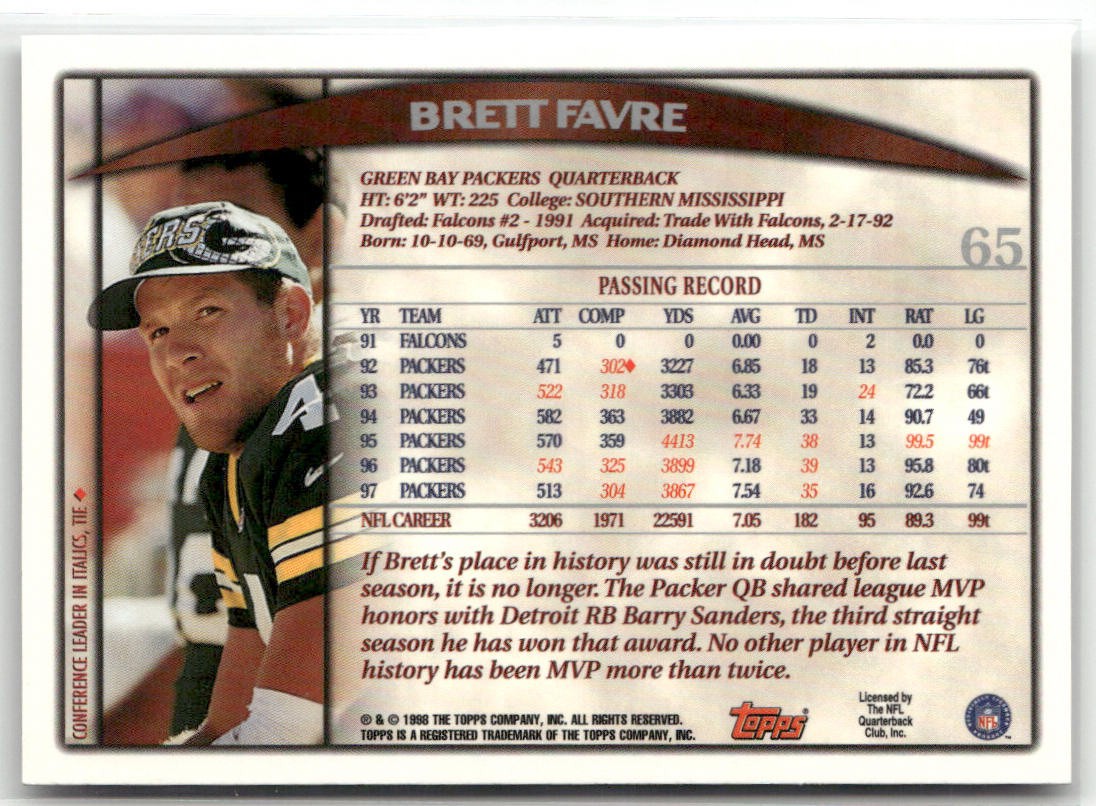 BRETT FAVRE
GREEN BAY PACKERS QUARTERBACK
HT: 6'2" WT: 225 College: SOUTHERN MISSISSIPPI
Drafted: Falcons #2 - 1991 Acquired: Trade With Falcons, 2-17-92
Born: 10-10-69, Gulfport, MS Home: Diamond Head, MS
65
PASSING RECORD
YR TEAM ATT COMP YDS AVG TD INT RAT LG
91 FALCONS 5 0 0 0.00 0 2 0.0 0
92 PACKERS 471 302♦ 3227 6.85 18 13 85.3 76t
93 PACKERS 522 318 3303 6.33 19 24 72.2 66t
94 PACKERS 582 363 3882 6.67 33 14 90.7 49
95 PACKERS 570 359 4413 7.74 38 13 99.5 99t
96 PACKERS 543 325 3899 7.18 39 13 95.8 80t
97 PACKERS 513 304 3867 7.54 35 16 92.6 74
NFL CAREER 3206 1971 22591 7.05 182 95 89.3 99t
If Brett's place in history was still in doubt before last
season, it is no longer. The Packer QB shared league MVP
honors with Detroit RB Barry Sanders, the third straight
season he has won that award. No other player in NFL
history has been MVP more than twice.
® & © 1998 THE TOPPS COMPANY, INC. ALL RIGHTS RESERVED.
TOPPS IS A REGISTERED TRADEMARK OF THE TOPPS COMPANY, INC.
TOPPS®
Licensed by
The NFL
Quarterback
Club, Inc.
NFL
™
CONFERENCE LEADER IN ITALICS, TIE ♦
ERS
4